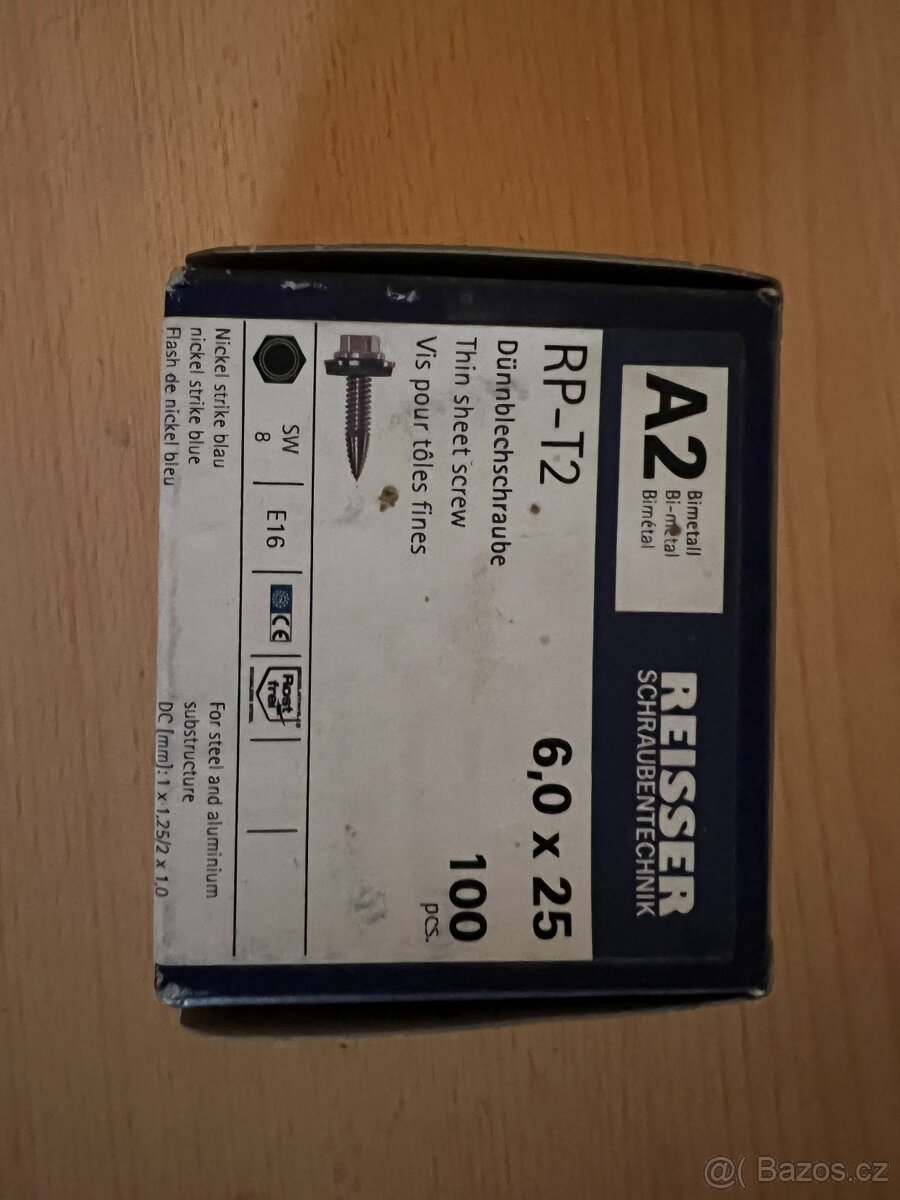 A2
Bimetall
Bi-metal
Bimétal
REISSER
SCHRAUBENTECHNIK
RP-T2
6,0 x 25
Dünnblechschraube
Thin sheet screw
Vis pour tôles fines
100
pcs.
SW
8
E16
CE
Rost
frei
Nickel strike blau
nickel strike blue
Flash de nickel bleu
For steel and aluminium
substructure
DC [mm]: 1 x 1,25/2 x 1,0
@( Bazos.cz